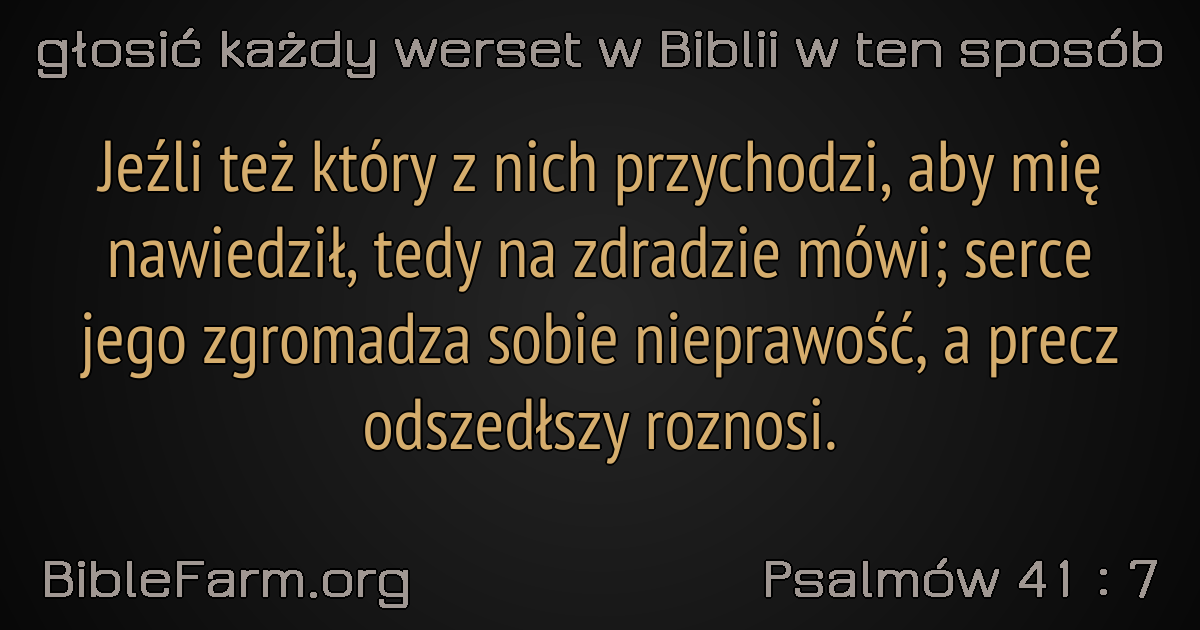 głosić każdy werset w Biblii w ten sposób
Jeźli też który z nich przychodzi, aby mię
nawiedził, tedy na zdradzie mówi; serce
jego zgromadza sobie nieprawość, a precz
odszedłszy roznosi.
BibleFarm.org
Psalmów 41 : 7